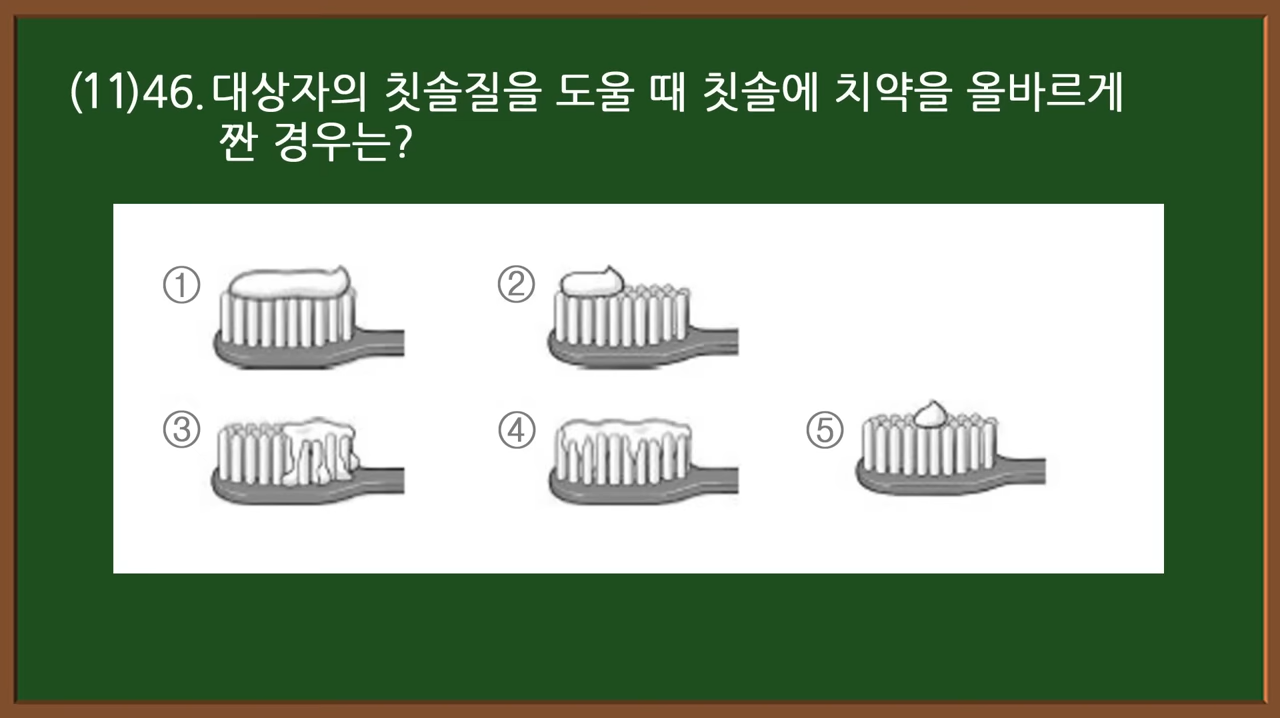 (11)46. 대상자의 칫솔질을 도울 때 칫솔에 치약을 올바르게
짠 경우는?
① ②
③ ④ ⑤